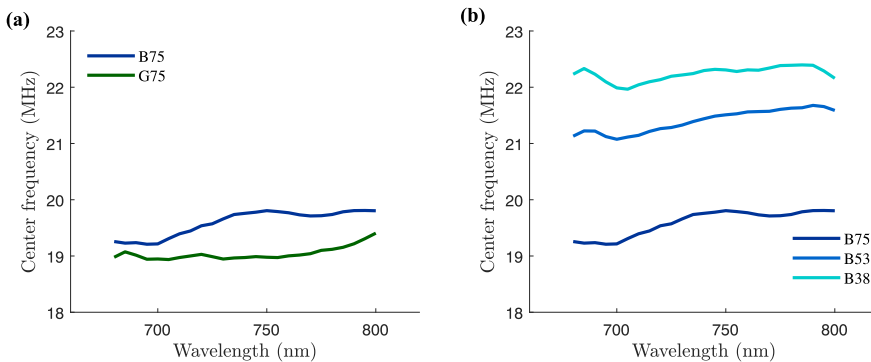 (a)
Center frequency (MHz)
23
22
21
20
19
18
B75
G75
700
750
800
Wavelength (nm)
(b)
Center frequency (MHz)
23
22
21
20
19
18
B75
B53
B38
700
750
800
Wavelength (nm)